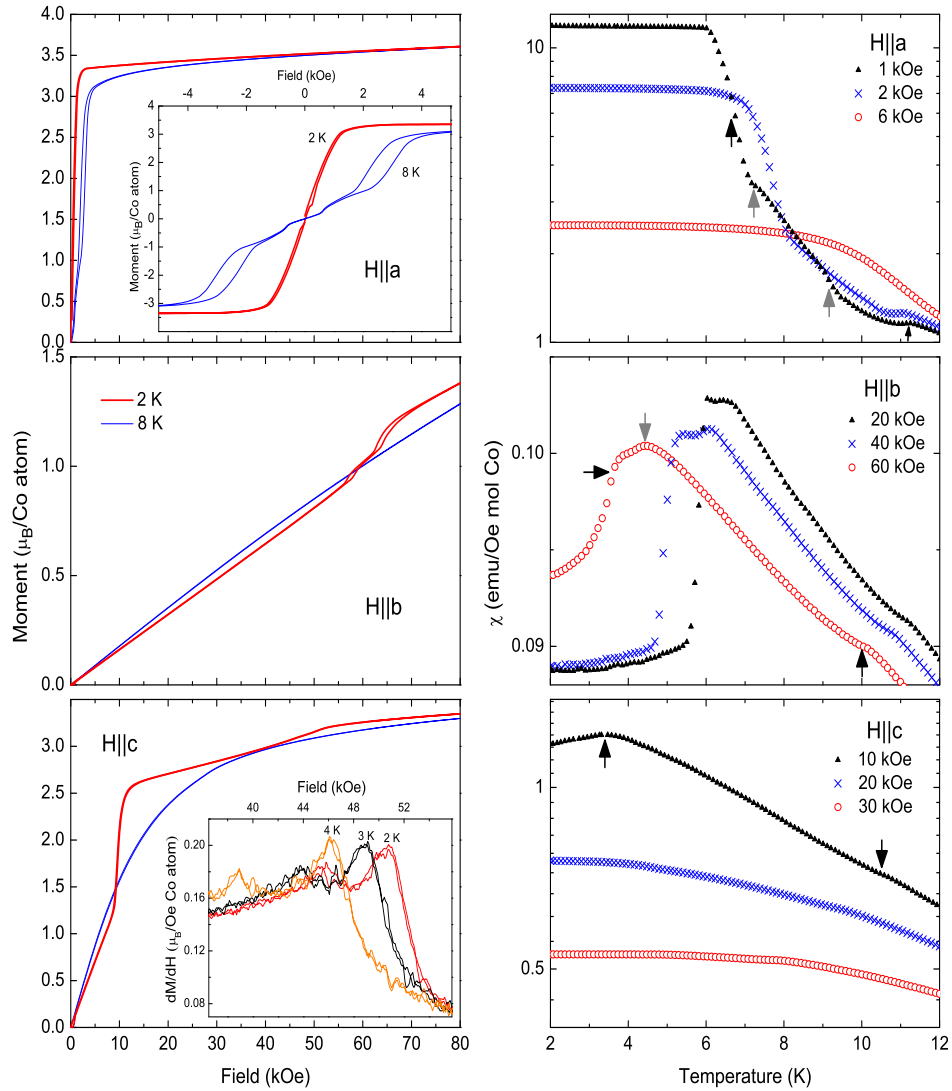 4.0
3.5
3.0
2.5
2.0
1.5
1.0
0.5
0.0
Field (kOe)
-4 -2 0 2 4
4
3
2
1
0
-1
-2
-3
Moment (μB/Co atom)
2 K
8 K
H||a
10
1
H||a
1 kOe
2 kOe
6 kOe
1.5
1.0
0.5
0.0
Moment (μB/Co atom)
2 K
8 K
H||b
0.10
0.09
χ (emu/Oe mol Co)
H||b
20 kOe
40 kOe
60 kOe
3.0
2.5
2.0
1.5
1.0
0.5
0.0
H||c
Field (kOe)
40 44 48 52
0.20
0.16
0.12
0.08
dM/dH (μB/Oe Co atom)
4 K
3 K
2 K
0 10 20 30 40 50 60 70 80
Field (kOe)
1
0.5
H||c
10 kOe
20 kOe
30 kOe
2 4 6 8 10 12
Temperature (K)